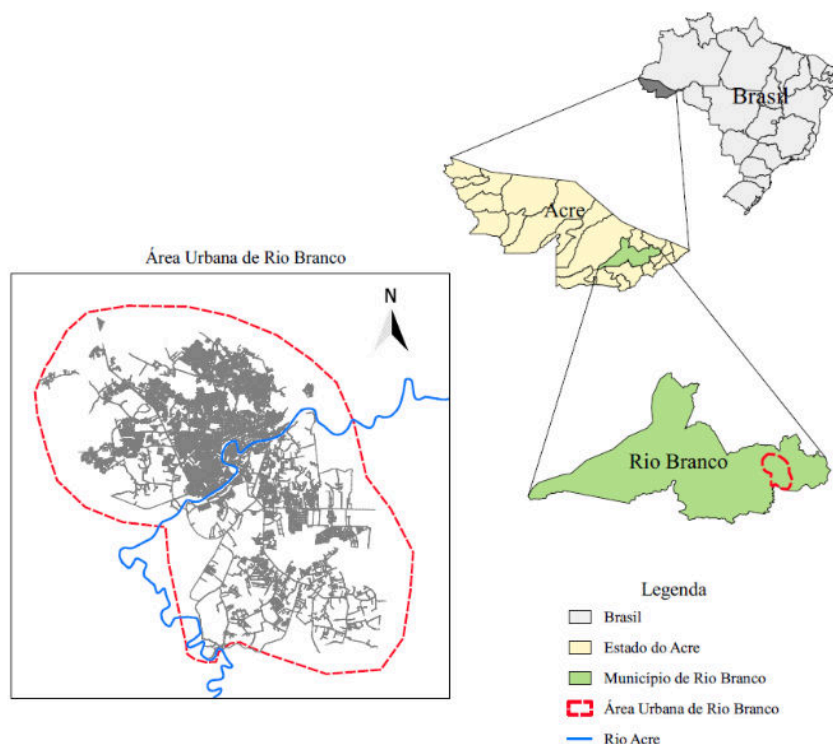 Brasil
Acre
Área Urbana de Rio Branco
N
Rio Branco
Legenda
Brasil
Estado do Acre
Município de Rio Branco
Área Urbana de Rio Branco
Rio Acre